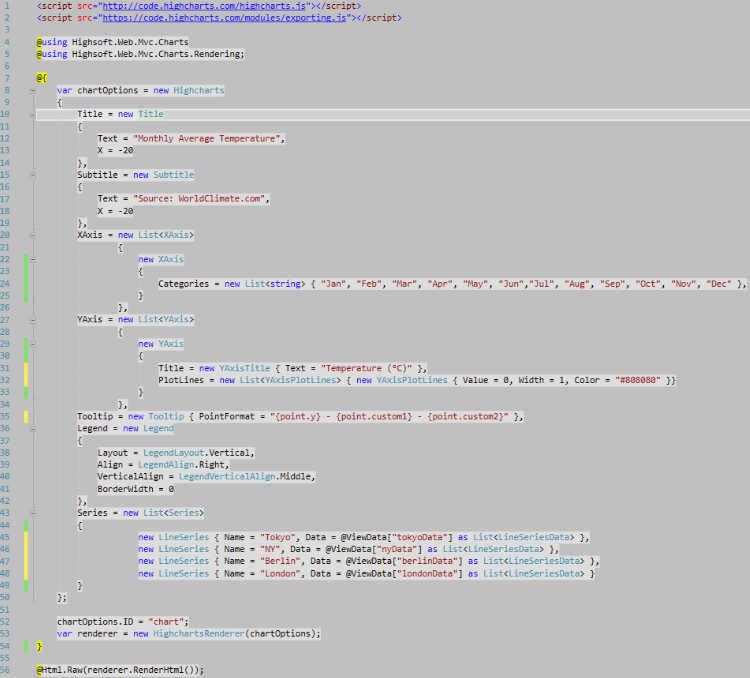 1 <script src="http://code.highcharts.com/highcharts.js"></script>
2 <script src="https://code.highcharts.com/modules/exporting.js"></script>
3
4 @using Highsoft.Web.Mvc.Charts
5 @using Highsoft.Web.Mvc.Charts.Rendering;
6
7 @{
8 var chartOptions = new Highcharts
9 {
10 Title = new Title
11 {
12 Text = "Monthly Average Temperature",
13 X = -20
14 },
15 Subtitle = new Subtitle
16 {
17 Text = "Source: WorldClimate.com",
18 X = -20
19 },
20 XAxis = new List<XAxis>
21 {
22 new XAxis
23 {
24 Categories = new List<string> { "Jan", "Feb", "Mar", "Apr", "May", "Jun","Jul", "Aug", "Sep", "Oct", "Nov", "Dec" },
25 }
26 },
27 YAxis = new List<YAxis>
28 {
29 new YAxis
30 {
31 Title = new YAxisTitle { Text = "Temperature (°C)" },
32 PlotLines = new List<YAxisPlotLines> { new YAxisPlotLines { Value = 0, Width = 1, Color = "#808080" }}
33 }
34 },
35 Tooltip = new Tooltip { PointFormat = "{point.y} - {point.custom1} - {point.custom2}" },
36 Legend = new Legend
37 {
38 Layout = LegendLayout.Vertical,
39 Align = LegendAlign.Right,
40 VerticalAlign = LegendVerticalAlign.Middle,
41 BorderWidth = 0
42 },
43 Series = new List<Series>
44 {
45 new LineSeries { Name = "Tokyo", Data = @ViewData["tokyoData"] as List<LineSeriesData> },
46 new LineSeries { Name = "NY", Data = @ViewData["nyData"] as List<LineSeriesData> },
47 new LineSeries { Name = "Berlin", Data = @ViewData["berlinData"] as List<LineSeriesData> },
48 new LineSeries { Name = "London", Data = @ViewData["londonData"] as List<LineSeriesData> }
49 }
50 };
51
52 chartOptions.ID = "chart";
53 var renderer = new HighchartsRenderer(chartOptions);
54 }
55
56 @Html.Raw(renderer.RenderHtml());